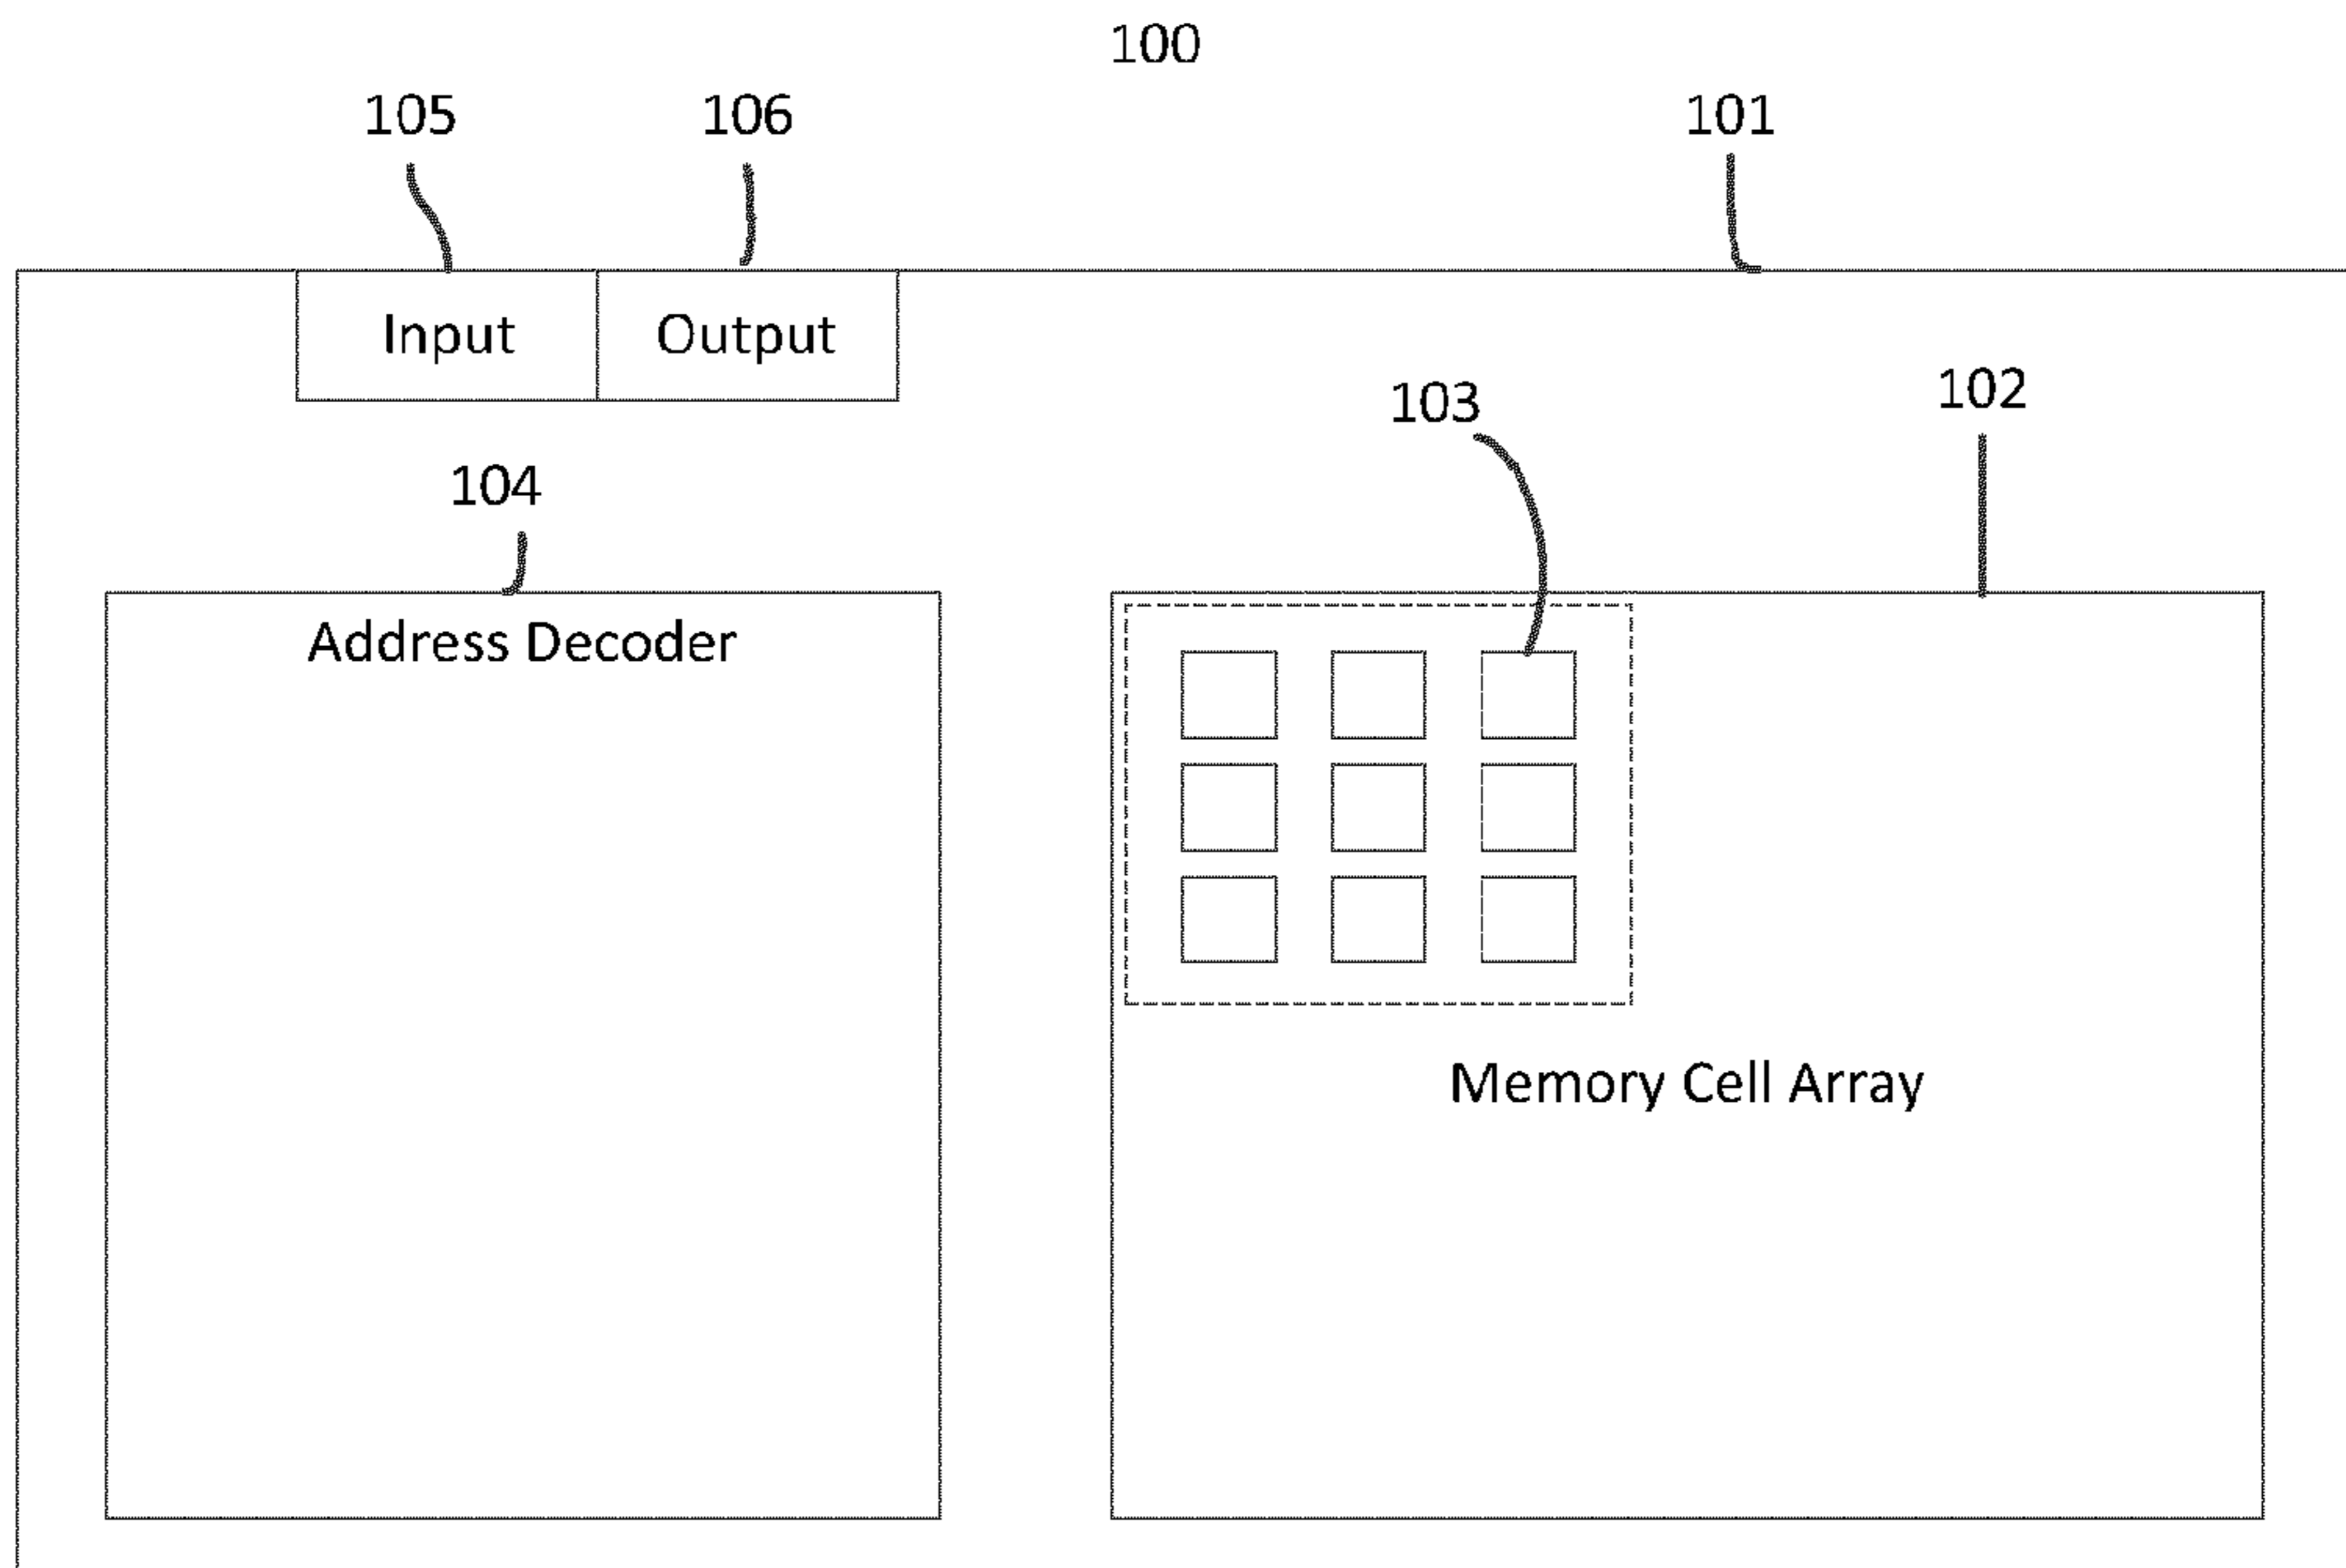 100
105
106
101
Input
Output
103
102
104
Address Decoder
Memory Cell Array